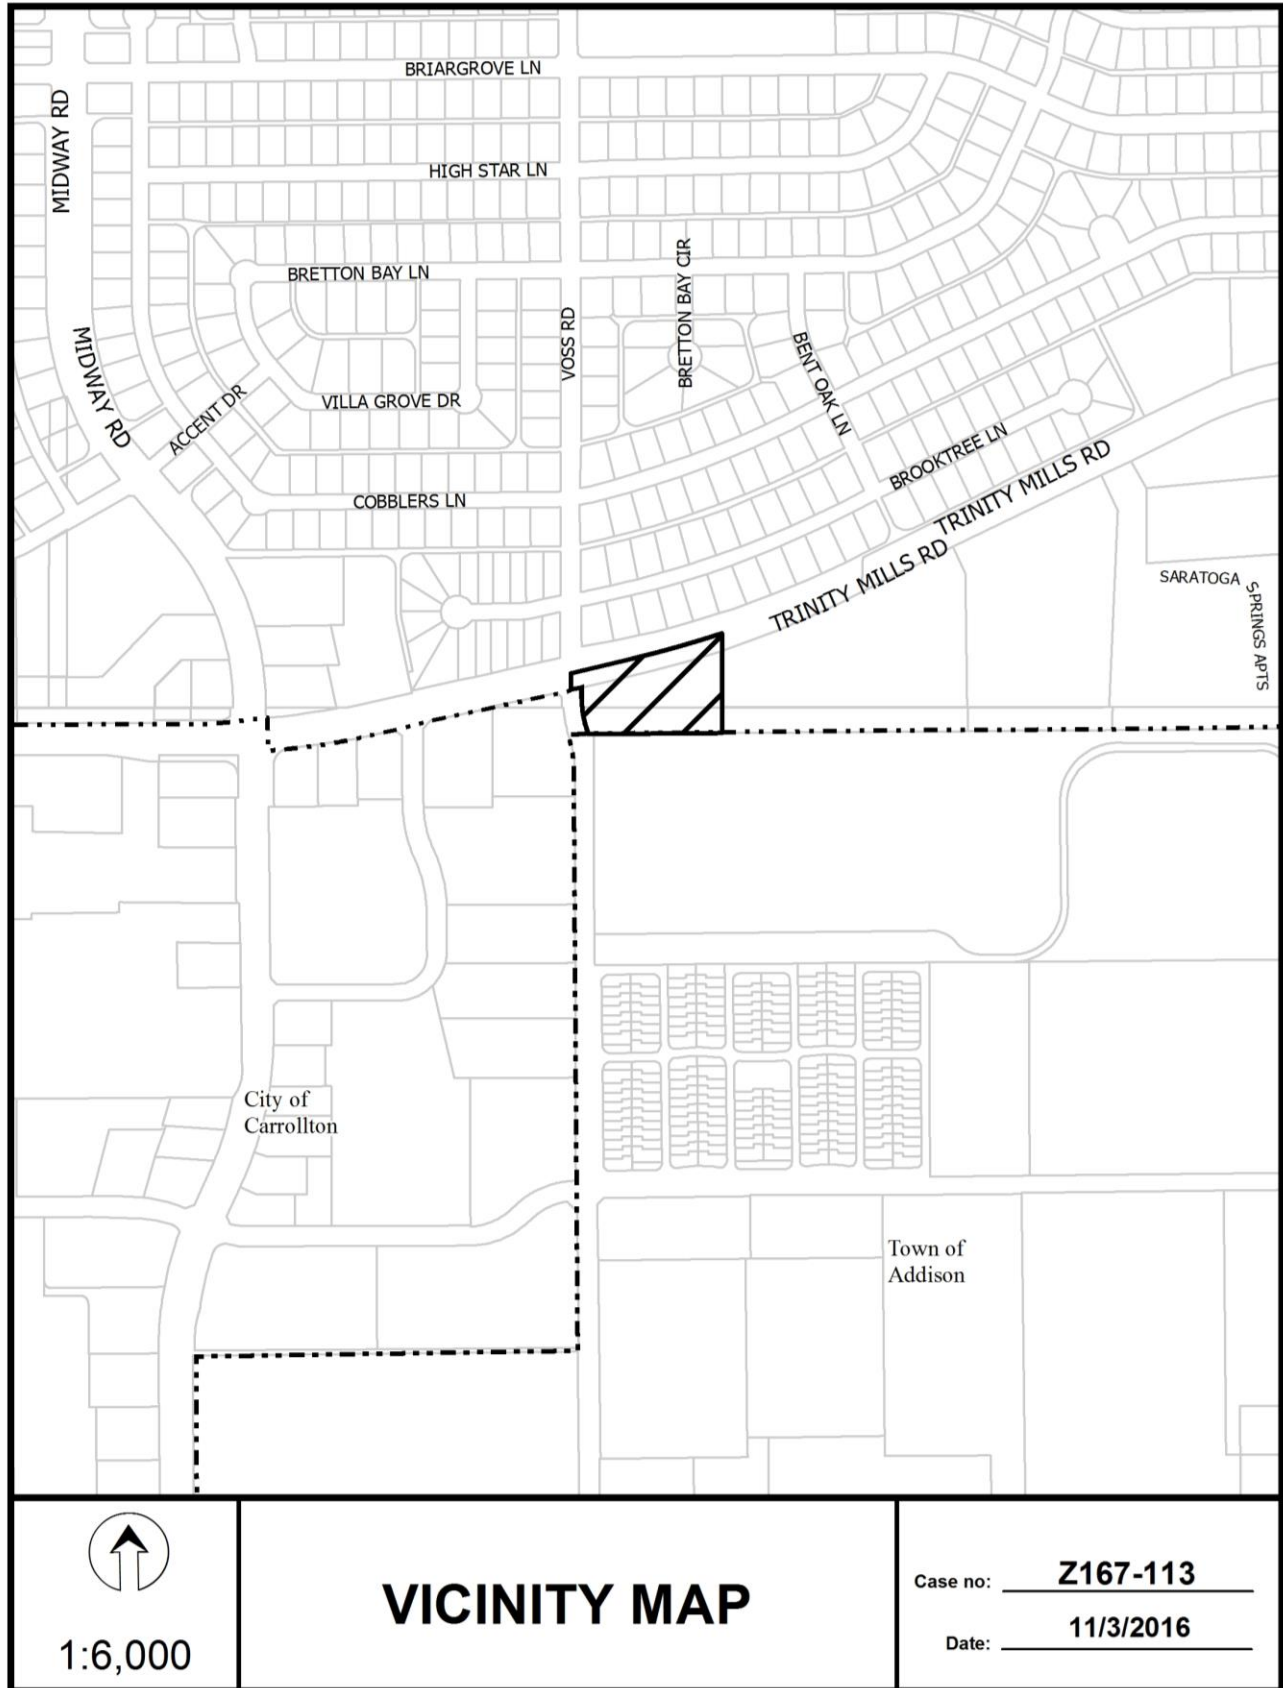 BRIARGROVE LN
MIDWAY RD
HIGH STAR LN
BRETTON BAY LN
BRETTON BAY CIR
VOSS RD
MIDWAY RD
BENT OAK LN
ACCENT DR
VILLA GROVE DR
BROOKTREE LN
TRINITY MILLS RD
COBBLERS LN
TRINITY MILLS RD
SARATOGA
SPRINGS APTS
City of
Carrollton
Town of
Addison
1:6,000
VICINITY MAP
Case no: Z167-113
Date: 11/3/2016